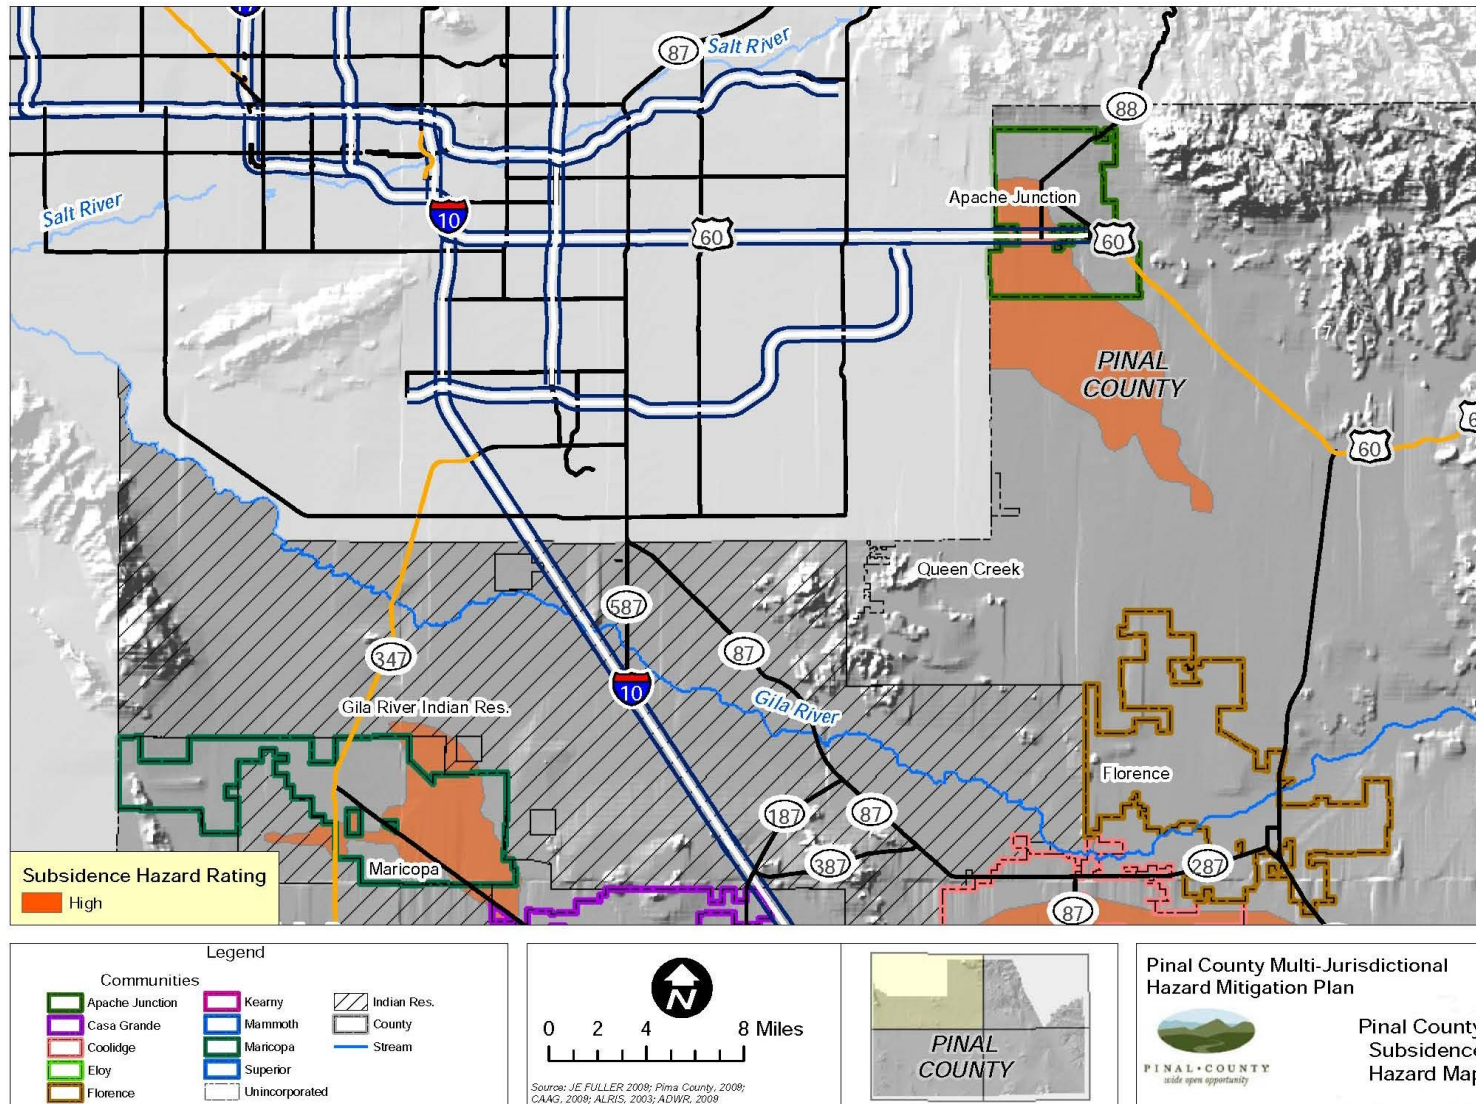 17
87
Salt River
88
Salt River
Apache Junction
10
60
60
17
PINAL
COUNTY
60
Queen Creek
587
347
87
10
Gila River Indian Res.
Gila River
Florence
187
87
387
287
Maricopa
87
Subsidence Hazard Rating
High
Legend
Communities
Apache Junction
Casa Grande
Coolidge
Eloy
Florence
Kearny
Mammoth
Maricopa
Superior
Unincorporated
Indian Res.
County
Stream
N
0 2 4 8 Miles
Source: JE FULLER 2009; Pima County, 2009;
CAAG, 2009; ALRIS, 2003; ADWR, 2009
PINAL
COUNTY
Pinal County Multi-Jurisdictional
Hazard Mitigation Plan
PINAL • COUNTY
wide open opportunity
Pinal County
Subsidence
Hazard Map